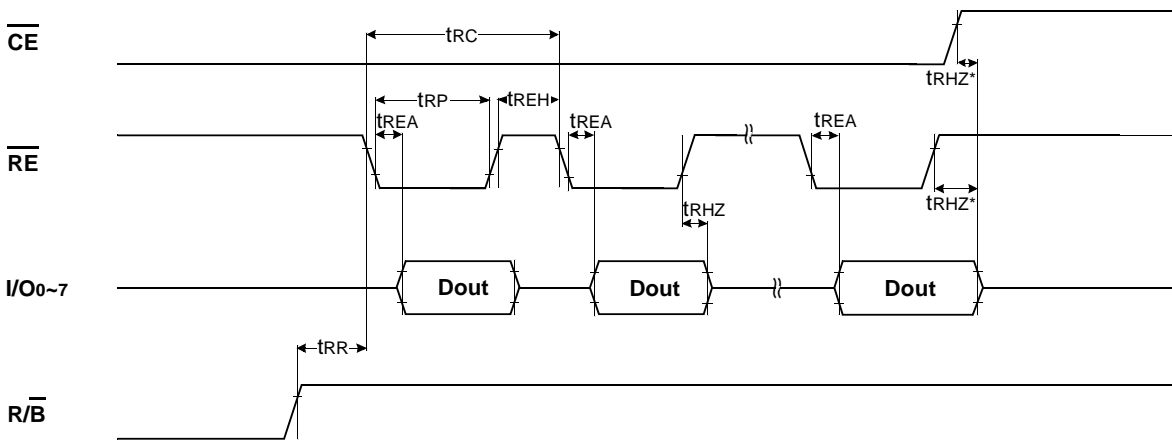 CE
tRC
tRHZ*
tRP
tREH
tREA
tREA
tREA
RE
tRHZ
tRHZ*
I/O0~7
Dout
Dout
Dout
tRR
R/B